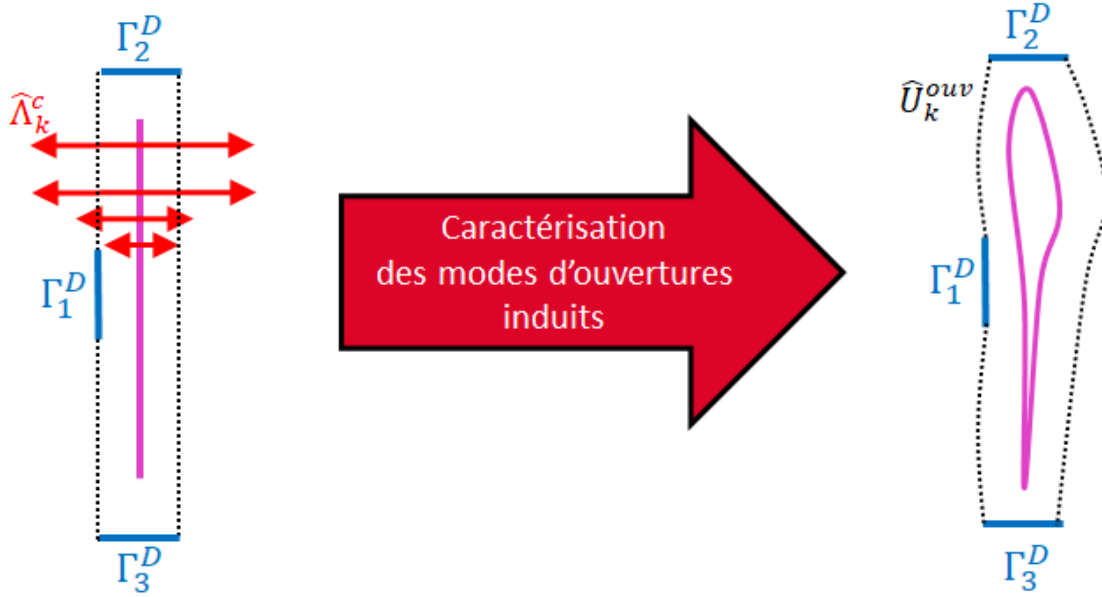 Γ₂ᴰ
Λ̂ₖᶜ
Γ₁ᴰ
Γ₃ᴰ
Caractérisation
des modes d'ouvertures
induits
Γ₂ᴰ
Ûₖᵒᵘᵛ
Γ₁ᴰ
Γ₃ᴰ